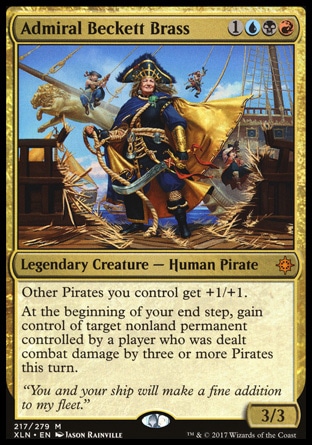 Admiral Beckett Brass 1
Legendary Creature — Human Pirate
Other Pirates you control get +1/+1.
At the beginning of your end step, gain
control of target nonland permanent
controlled by a player who was dealt
combat damage by three or more Pirates
this turn.
“You and your ship will make a fine addition
to my fleet.”
3/3
217/279 M
XLN • EN Jason Rainville
™ & © 2017 Wizards of the Coast